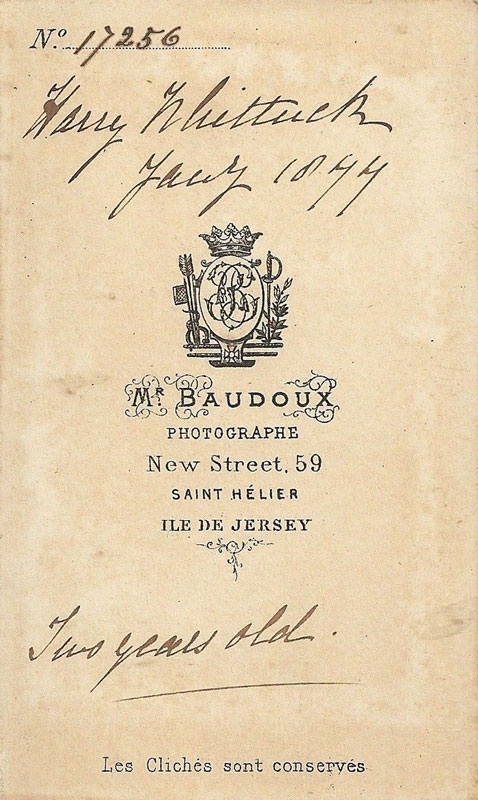 No. 17256
Harry Whittuck
Jany 1877
MR BAUDOUX
PHOTOGRAPHE
New Street, 59
SAINT HÉLIER
ILE DE JERSEY
Two years old.
Les Clichés sont conservés